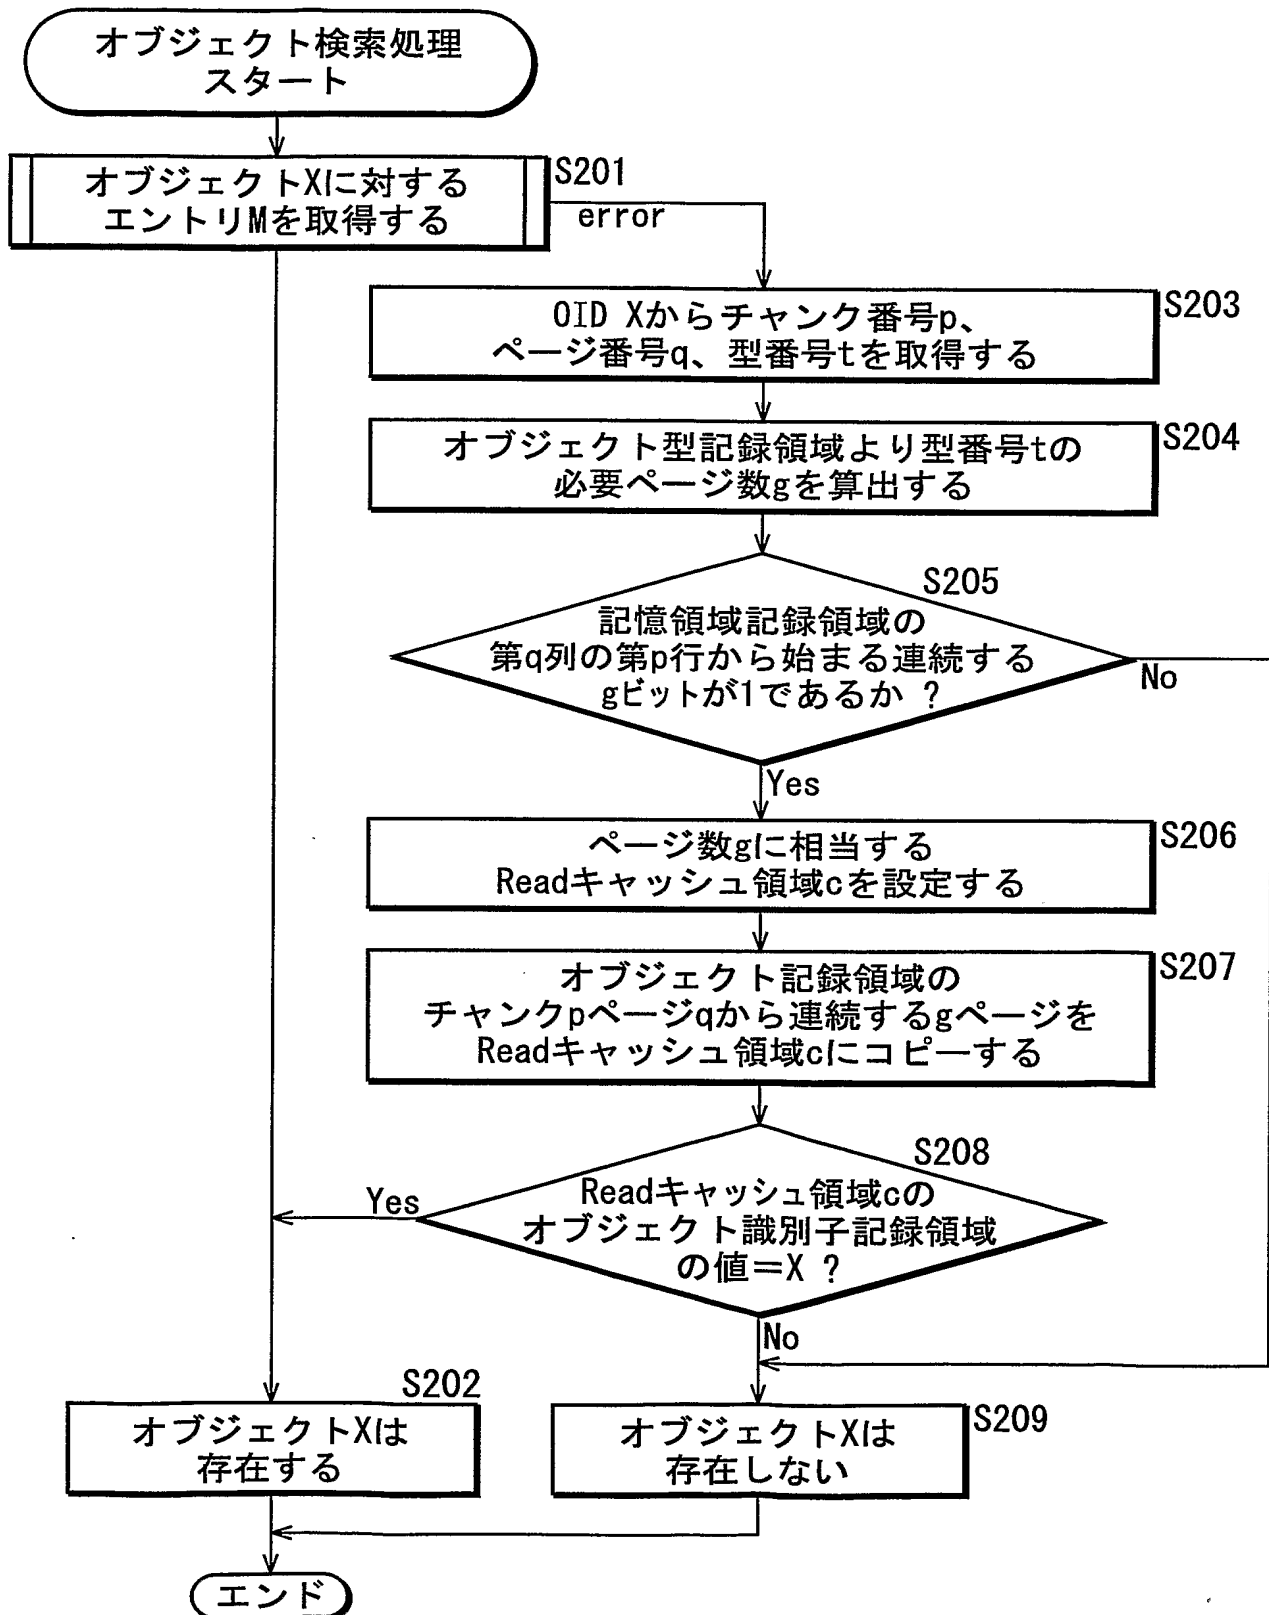 オブジェクト検索処理
スタート
オブジェクトXに対する
エントリMを取得する
S201
error
OID Xからチャンク番号p、
ページ番号q、型番号tを取得する
S203
オブジェクト型記録領域より型番号tの
必要ページ数gを算出する
S204
S205
記憶領域記録領域の
第q列の第p行から始まる連続する
gビットが1であるか ?
No
Yes
ページ数gに相当する
Readキャッシュ領域cを設定する
S206
オブジェクト記録領域の
チャンクpページqから連続するgページを
Readキャッシュ領域cにコピーする
S207
S208
Readキャッシュ領域cの
オブジェクト識別子記録領域
の値=X ?
Yes
No
S202
オブジェクトXは
存在する
オブジェクトXは
存在しない
S209
エンド